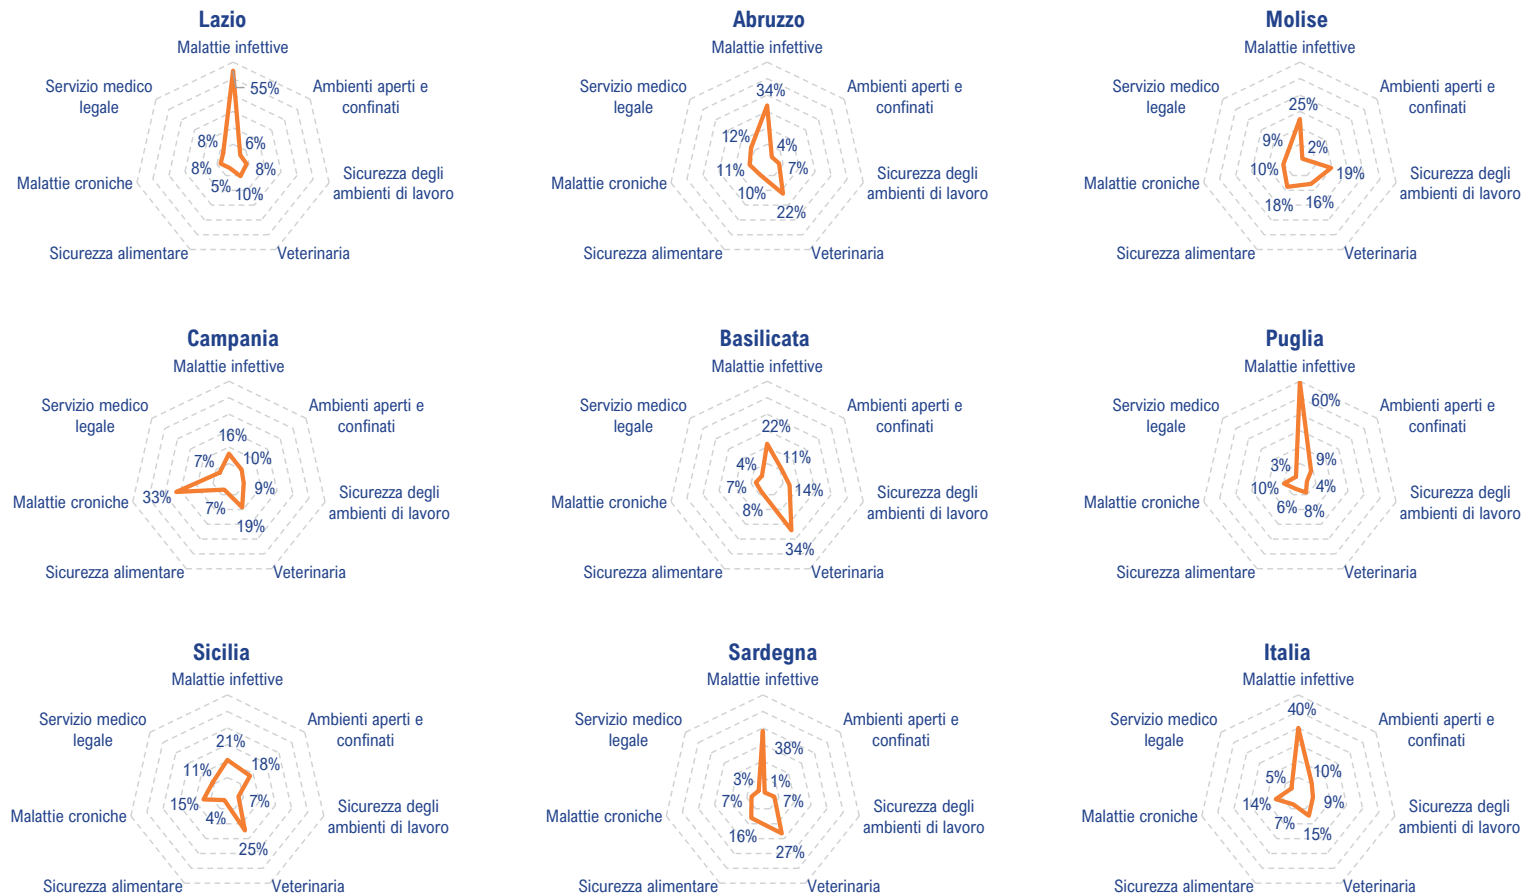 Lazio
Malattie infettive
Servizio medico
legale
Ambienti aperti e
confinati
55%
8%
6%
8%
8%
5%
10%
Malattie croniche
Sicurezza degli
ambienti di lavoro
Sicurezza alimentare
Veterinaria
Abruzzo
Malattie infettive
Servizio medico
legale
Ambienti aperti e
confinati
34%
12%
4%
11%
7%
10%
22%
Malattie croniche
Sicurezza degli
ambienti di lavoro
Sicurezza alimentare
Veterinaria
Molise
Malattie infettive
Servizio medico
legale
Ambienti aperti e
confinati
25%
9%
2%
10%
19%
18%
16%
Malattie croniche
Sicurezza degli
ambienti di lavoro
Sicurezza alimentare
Veterinaria
Campania
Malattie infettive
Servizio medico
legale
Ambienti aperti e
confinati
16%
7%
10%
33%
9%
7%
19%
Malattie croniche
Sicurezza degli
ambienti di lavoro
Sicurezza alimentare
Veterinaria
Basilicata
Malattie infettive
Servizio medico
legale
Ambienti aperti e
confinati
22%
4%
11%
7%
14%
8%
34%
Malattie croniche
Sicurezza degli
ambienti di lavoro
Sicurezza alimentare
Veterinaria
Puglia
Malattie infettive
Servizio medico
legale
Ambienti aperti e
confinati
60%
3%
9%
10%
4%
6%
8%
Malattie croniche
Sicurezza degli
ambienti di lavoro
Sicurezza alimentare
Veterinaria
Sicilia
Malattie infettive
Servizio medico
legale
Ambienti aperti e
confinati
21%
11%
18%
15%
7%
4%
25%
Malattie croniche
Sicurezza degli
ambienti di lavoro
Sicurezza alimentare
Veterinaria
Sardegna
Malattie infettive
Servizio medico
legale
Ambienti aperti e
confinati
38%
3%
1%
7%
7%
16%
27%
Malattie croniche
Sicurezza degli
ambienti di lavoro
Sicurezza alimentare
Veterinaria
Italia
Malattie infettive
Servizio medico
legale
Ambienti aperti e
confinati
40%
5%
10%
14%
9%
7%
15%
Malattie croniche
Sicurezza degli
ambienti di lavoro
Sicurezza alimentare
Veterinaria